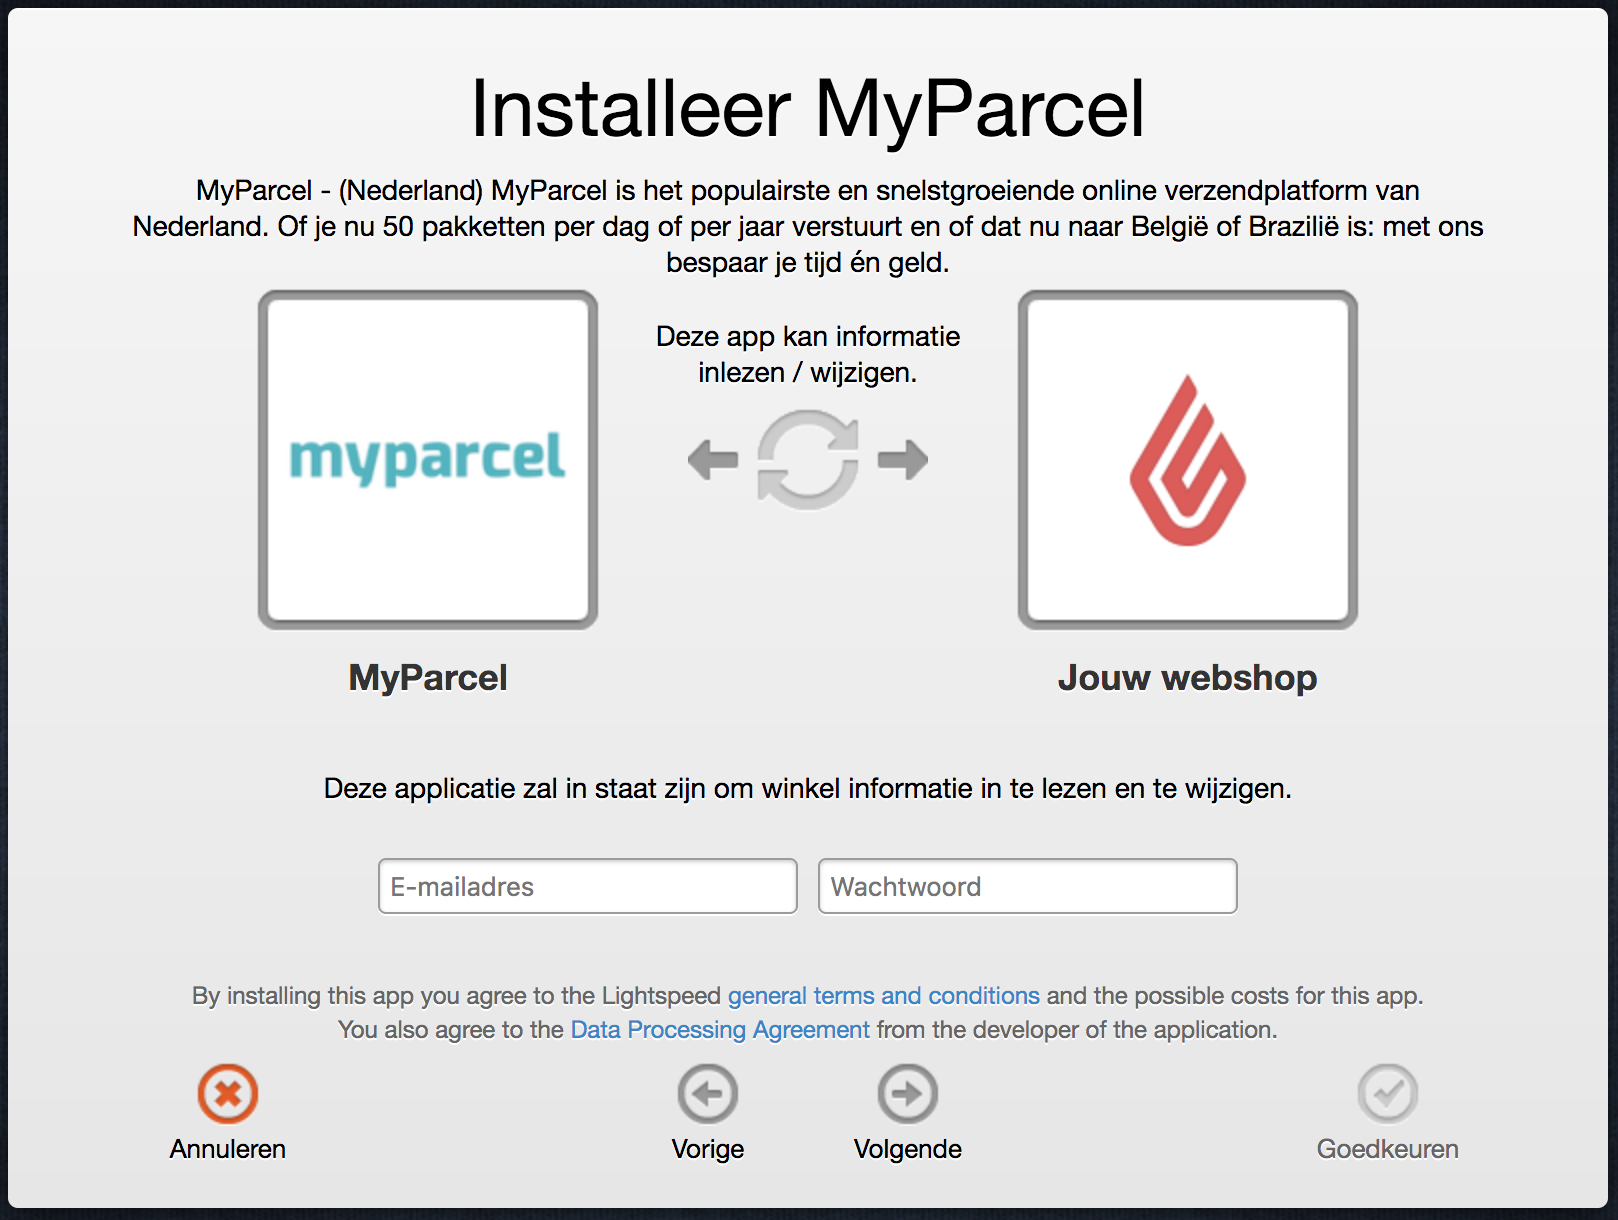 Installeer MyParcel
MyParcel - (Nederland) MyParcel is het populairste en snelstgroeiende online verzendplatform van
Nederland. Of je nu 50 pakketten per dag of per jaar verstuurt en of dat nu naar België of Brazilië is: met ons
bespaar je tijd én geld.
Deze app kan informatie
inlezen / wijzigen.
myparcel
MyParcel
Jouw webshop
Deze applicatie zal in staat zijn om winkel informatie in te lezen en te wijzigen.
E-mailadres
Wachtwoord
By installing this app you agree to the Lightspeed general terms and conditions and the possible costs for this app.
You also agree to the Data Processing Agreement from the developer of the application.
Annuleren
Vorige
Volgende
Goedkeuren